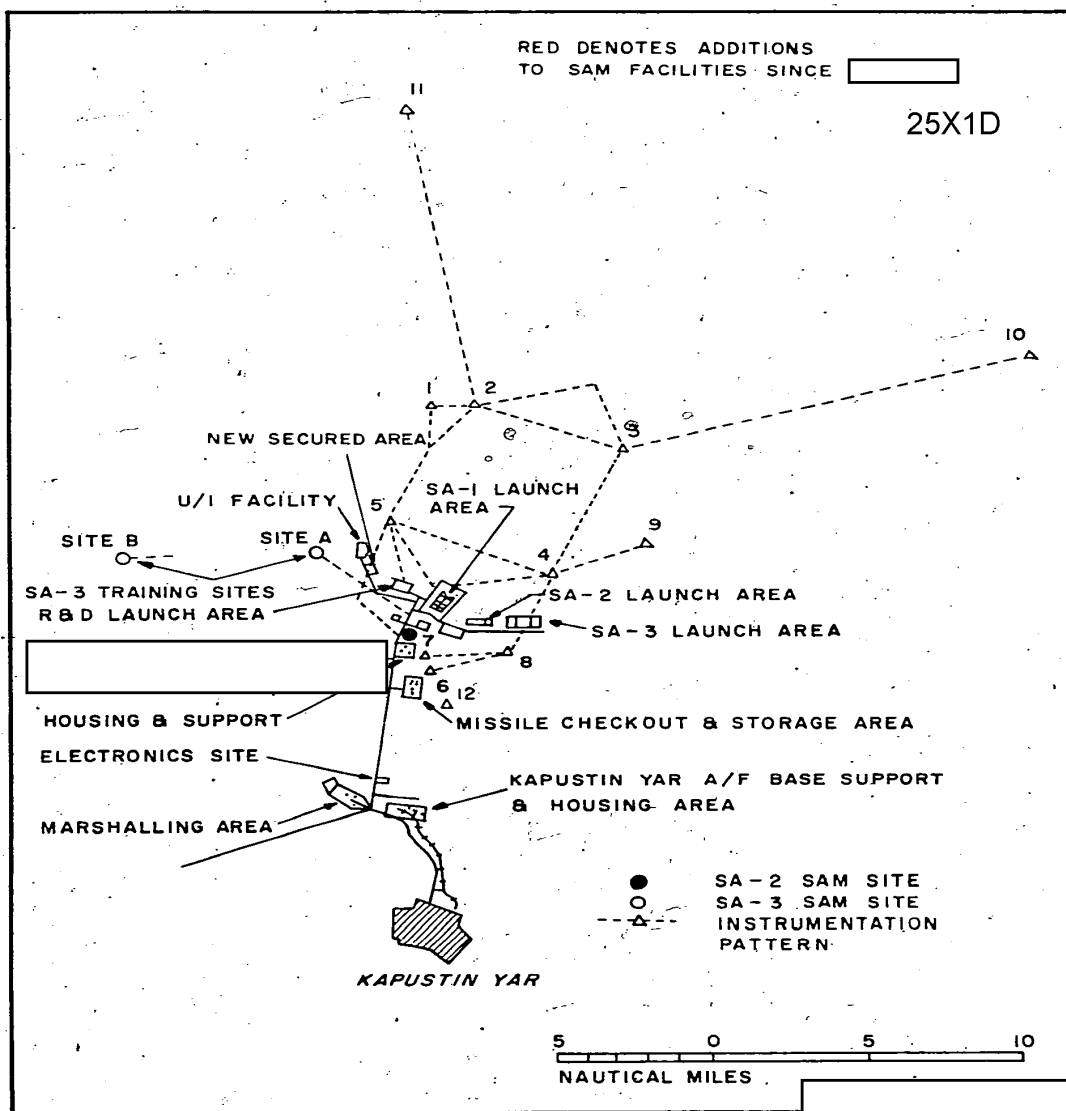 RED DENOTES ADDITIONS
TO SAM FACILITIES SINCE
25X1D
11
10
1
2
3
NEW SECURED AREA
SA-1 LAUNCH
AREA
U/I FACILITY
5
9
SITE B
SITE A
4
SA-3 TRAINING SITES
R&D LAUNCH AREA
SA-2 LAUNCH AREA
SA-3 LAUNCH AREA
7
8
6
12
HOUSING & SUPPORT
MISSILE CHECKOUT & STORAGE AREA
ELECTRONICS SITE
KAPUSTIN YAR A/F BASE SUPPORT
& HOUSING AREA
MARSHALLING AREA
SA-2 SAM SITE
SA-3 SAM SITE
INSTRUMENTATION
PATTERN
KAPUSTIN YAR
5 0 5 10
NAUTICAL MILES